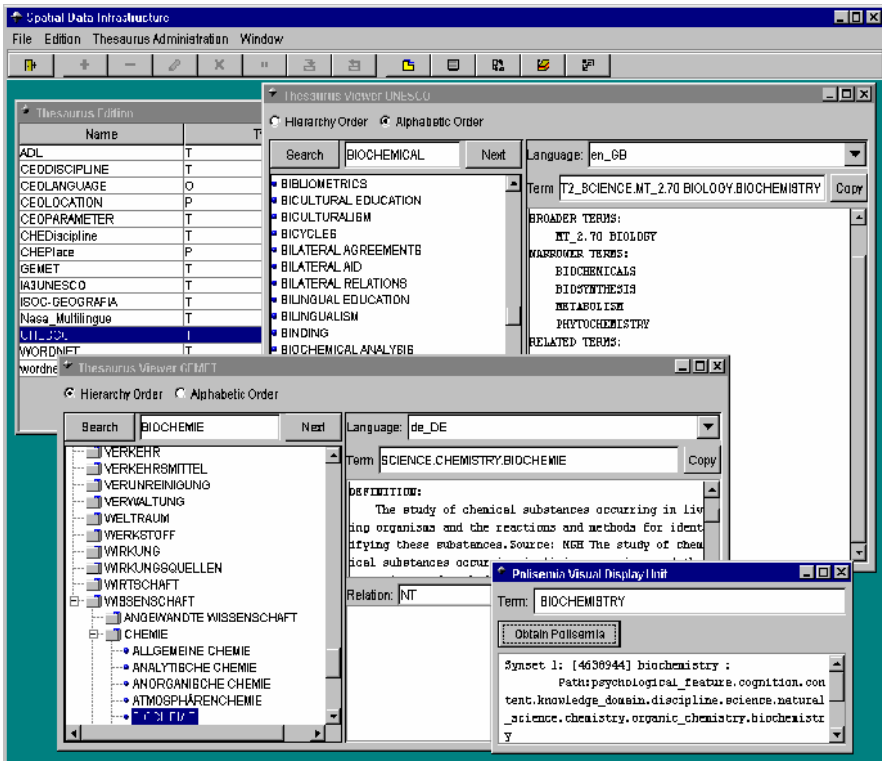 Spatial Data Infrastructure
File Edition Thesaurus Administration Window
Thesaurus Viewer UNESCO
Hierarchy Order Alphabetic Order
Search BIOCHEMICAL Next
BIBLIOMETRICS
BICULTURAL EDUCATION
BICULTURALISM
BICYCLES
BILATERAL AGREEMENTS
BILATERAL AID
BILATERAL RELATIONS
BILINGUAL EDUCATION
BILINGUALISM
BINDING
BIOCHEMICAL ANALYSIS
Language: en_GB
Term T2_SCIENCE.MT_2.70 BIOLOGY.BIOCHEMISTRY Copy
BROADER TERMS:
MT_2.70 BIOLOGY
NARROWER TERMS:
BIOCHEMICALS
BIOSYNTHESIS
METABOLISM
PHYTOCHEMISTRY
RELATED TERMS:
Thesaurus Edition
Name T
ADL T
CEODISCIPLINE T
CEOLANGUAGE O
CEOLOCATION P
CEOPARAMETER T
CHEDiscipline T
CHEPlace P
GEMET T
IA3UNESCO T
ISOC-GEOGRAFIA T
Nasa_Multilingue T
UNESCO T
WORDNET T
wordne
Thesaurus Viewer GEMET
Hierarchy Order Alphabetic Order
Search BIOCHEMIE Next
VERKEHR
VERKEHRSMITTEL
VERUNREINIGUNG
VERWALTUNG
WELTRAUM
WERKSTOFF
WIRKUNG
WIRKUNGSQUELLEN
WIRTSCHAFT
WISSENSCHAFT
ANGEWANDTE WISSENSCHAFT
CHEMIE
ALLGEMEINE CHEMIE
ANALYTISCHE CHEMIE
ANORGANISCHE CHEMIE
ATMOSPHÄRENCHEMIE
BIOCHEMIE
Language: de_DE
Term SCIENCE.CHEMISTRY.BIOCHEMIE Copy
DEFINITION:
The study of chemical substances occurring in liv
ing organisms and the reactions and methods for ident
ifying these substances.Source: MGH The study of chem
ical substances occur
Relation: NT
Polisemia Visual Display Unit
Term: BIOCHEMISTRY
Obtain Polisemia
Synset 1: [4630944] biochemistry :
Path:psychological_feature.cognition.con
tent.knowledge_domain.discipline.science.natural
_science.chemistry.organic_chemistry.biochemistr
y